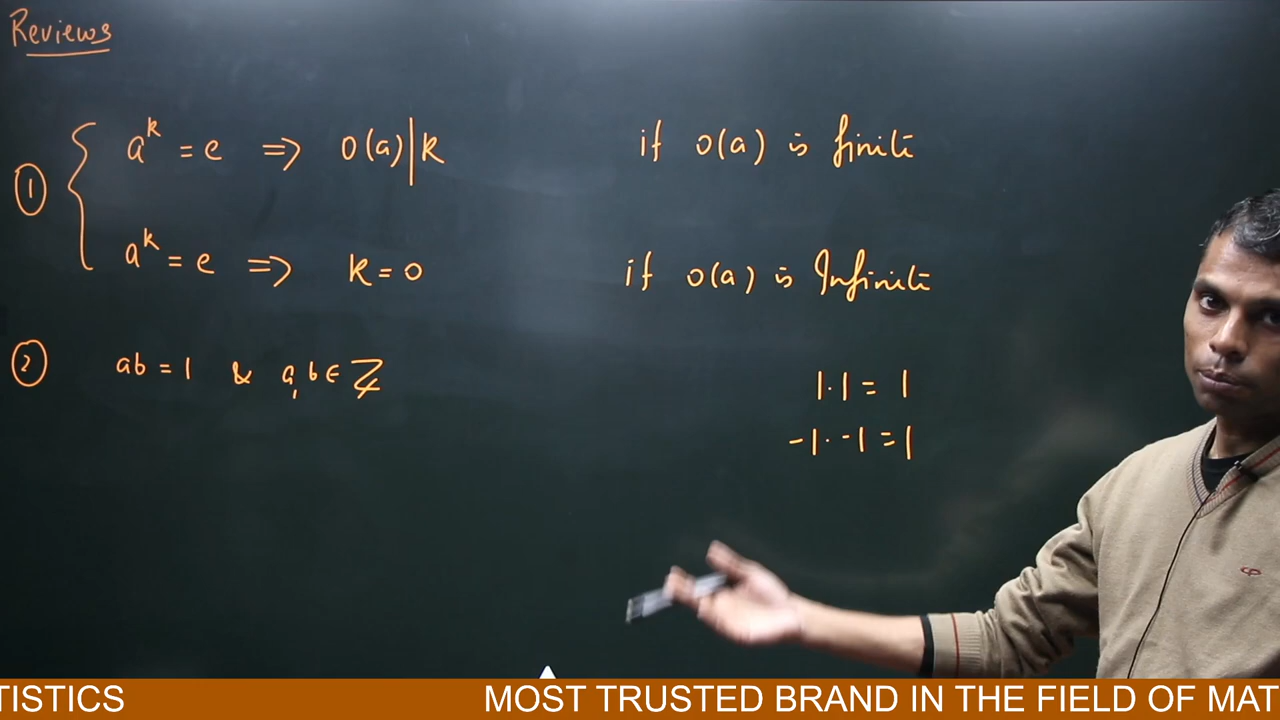 Reviews
① a^k = e ⇒ o(a)|k if o(a) is finite
a^k = e ⇒ k = 0 if o(a) is Infinite
② ab = 1 & a, b ∈ ℤ
1 · 1 = 1
-1 · -1 = 1
TISTICS MOST TRUSTED BRAND IN THE FIELD OF MAT